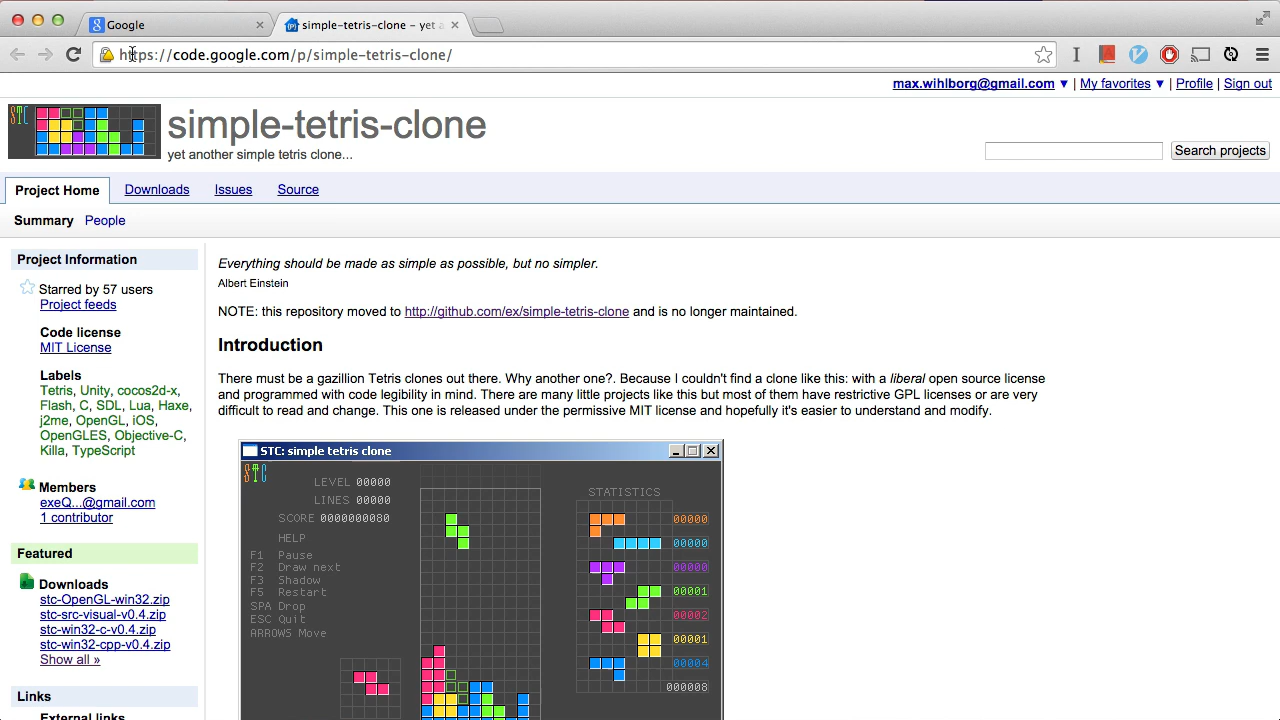 Google
simple-tetris-clone – yet a
https://code.google.com/p/simple-tetris-clone/
max.wihlborg@gmail.com ▼ | My favorites ▼ | Profile | Sign out
STC
simple-tetris-clone
yet another simple tetris clone...
Search projects
Project Home Downloads Issues Source
Summary People
Project Information
Starred by 57 users
Project feeds
Code license
MIT License
Labels
Tetris, Unity, cocos2d-x,
Flash, C, SDL, Lua, Haxe,
j2me, OpenGL, iOS,
OpenGLES, Objective-C,
Killa, TypeScript
Members
exeQ...@gmail.com
1 contributor
Featured
Downloads
stc-OpenGL-win32.zip
stc-src-visual-v0.4.zip
stc-win32-c-v0.4.zip
stc-win32-cpp-v0.4.zip
Show all »
Links
External links
Everything should be made as simple as possible, but no simpler.
Albert Einstein
NOTE: this repository moved to http://github.com/ex/simple-tetris-clone and is no longer maintained.
Introduction
There must be a gazillion Tetris clones out there. Why another one?. Because I couldn't find a clone like this: with a liberal open source license
and programmed with code legibility in mind. There are many little projects like this but most of them have restrictive GPL licenses or are very
difficult to read and change. This one is released under the permissive MIT license and hopefully it's easier to understand and modify.
STC: simple tetris clone
STC
LEVEL 00000
LINES 00000
SCORE 0000000080
HELP
F1 Pause
F2 Draw next
F3 Shadow
F5 Restart
SPA Drop
ESC Quit
ARROWS Move
STATISTICS
00000
00000
00000
00001
00002
00001
00004
000008